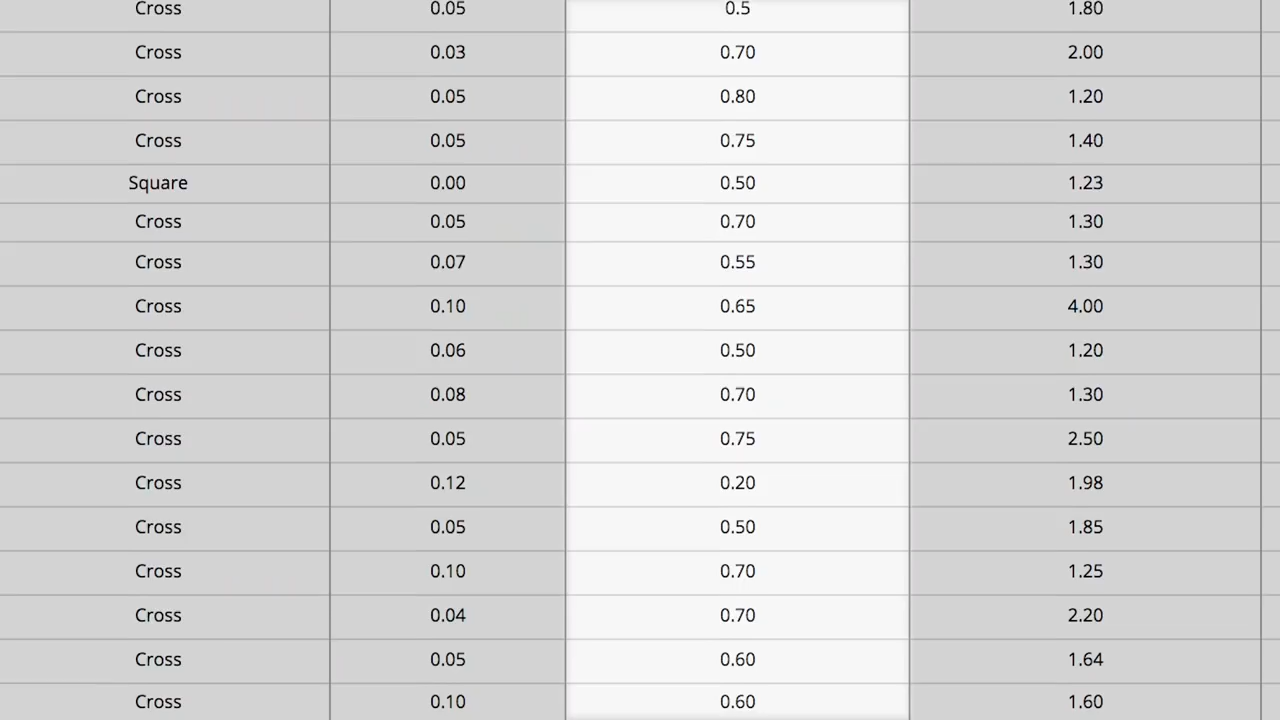 Cross 0.05 0.5 1.80
Cross 0.03 0.70 2.00
Cross 0.05 0.80 1.20
Cross 0.05 0.75 1.40
Square 0.00 0.50 1.23
Cross 0.05 0.70 1.30
Cross 0.07 0.55 1.30
Cross 0.10 0.65 4.00
Cross 0.06 0.50 1.20
Cross 0.08 0.70 1.30
Cross 0.05 0.75 2.50
Cross 0.12 0.20 1.98
Cross 0.05 0.50 1.85
Cross 0.10 0.70 1.25
Cross 0.04 0.70 2.20
Cross 0.05 0.60 1.64
Cross 0.10 0.60 1.60